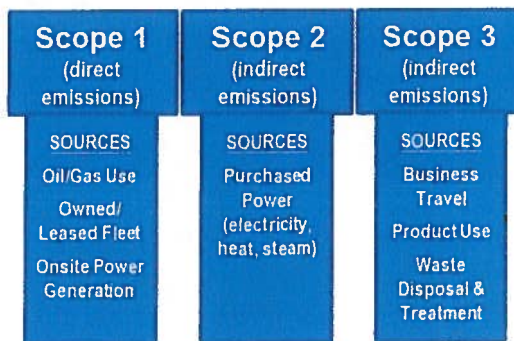 Scope 1
(direct
emissions)
SOURCES
Oil/Gas Use
Owned/
Leased Fleet
Onsite Power
Generation
Scope 2
(indirect
emissions)
SOURCES
Purchased
Power
(electricity,
heat, steam)
Scope 3
(indirect
emissions)
SOURCES
Business
Travel
Product Use
Waste
Disposal &
Treatment